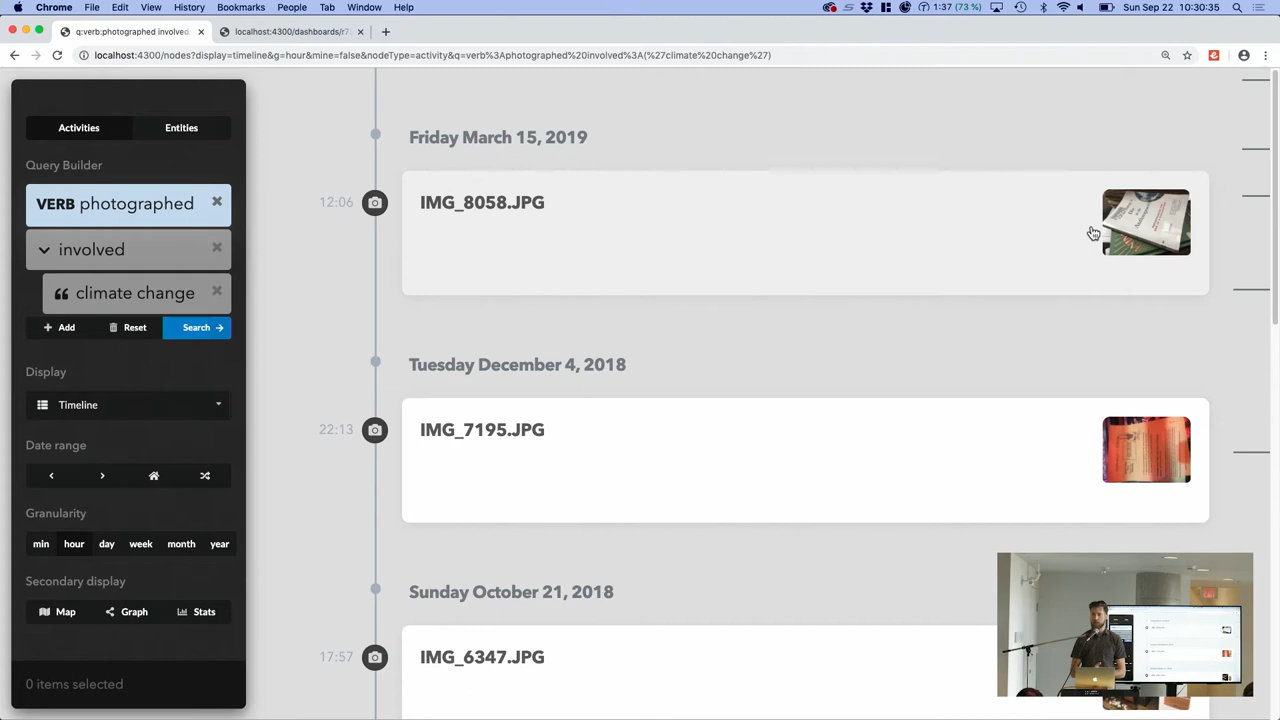 Chrome File Edit View History Bookmarks People Tab Window Help
1:37 (73 %) Sun Sep 22 10:30:35
q:verb:photographed involved
localhost:4300/dashboards/r7
localhost:4300/nodes?display=timeline&g=hour&mine=false&nodeType=activity&q=verb%3Aphotographed%20involved%3A(%27climate%20change%27)
Activities Entities
Query Builder
VERB photographed
involved
climate change
Add Reset Search
Display
Timeline
Date range
Granularity
min hour day week month year
Secondary display
Map Graph Stats
0 items selected
Friday March 15, 2019
12:06 IMG_8058.JPG
Tuesday December 4, 2018
22:13 IMG_7195.JPG
Sunday October 21, 2018
17:57 IMG_6347.JPG